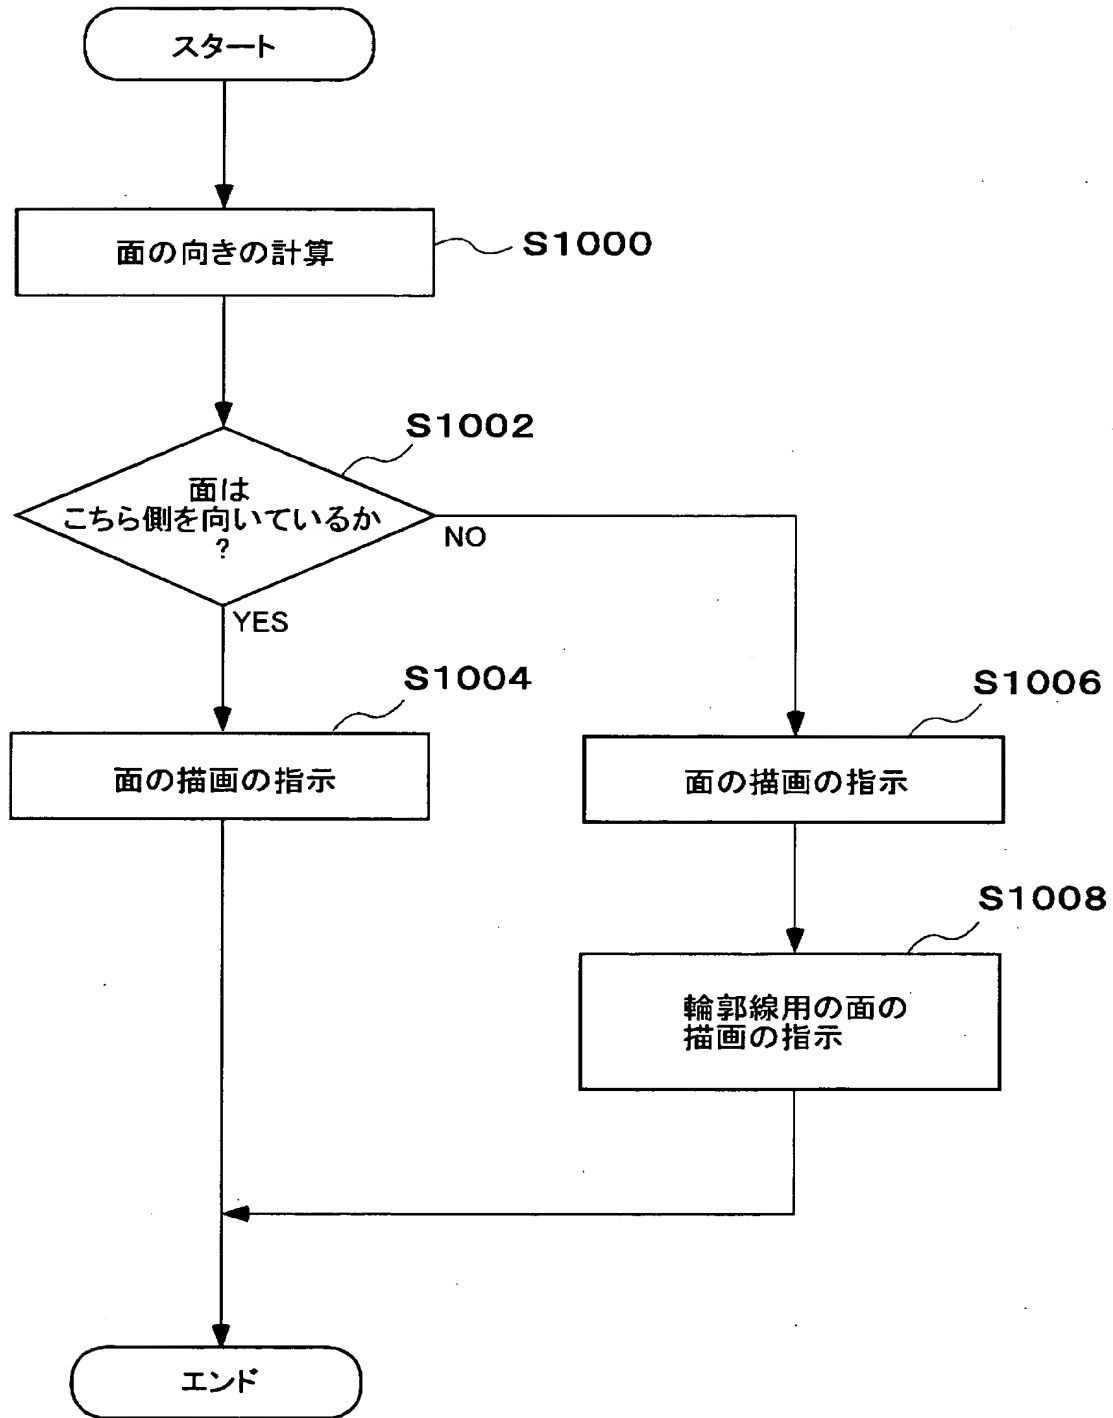 スタート
面の向きの計算
S1000
S1002
面は
こちら側を向いているか
?
NO
YES
S1004
面の描画の指示
S1006
面の描画の指示
S1008
輪郭線用の面の
描画の指示
エンド